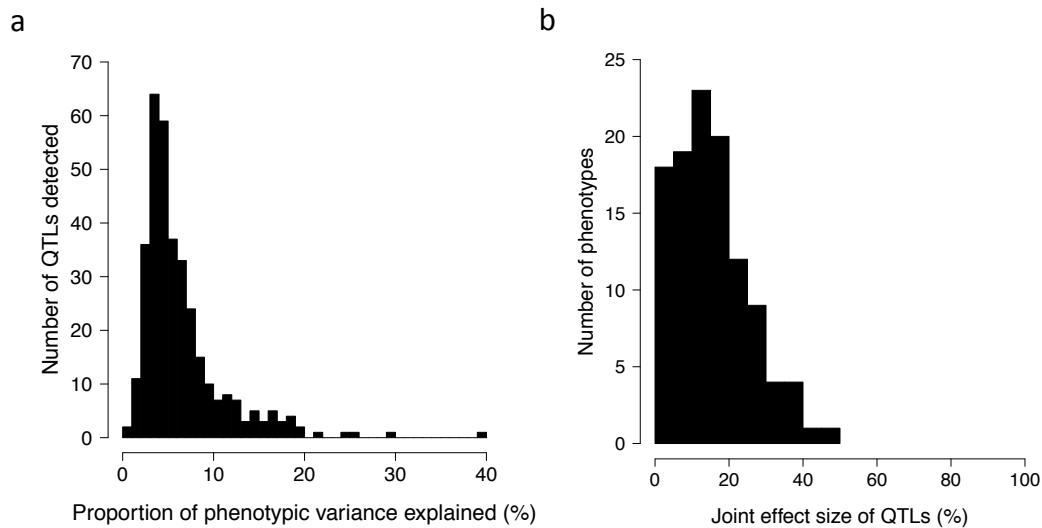 a
70
60
50
40
30
20
10
0
Number of QTLs detected
0 10 20 30 40
Proportion of phenotypic variance explained (%)
b
25
20
15
10
5
0
Number of phenotypes
0 20 40 60 80 100
Joint effect size of QTLs (%)